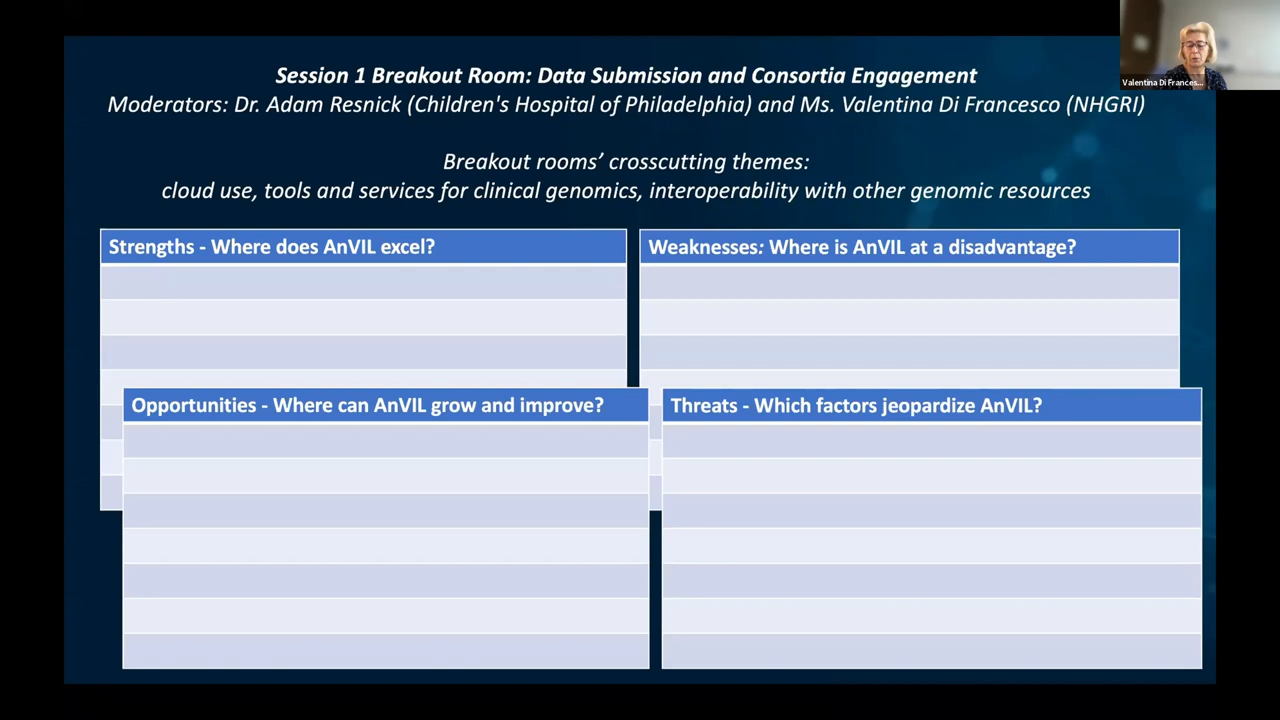 Session 1 Breakout Room: Data Submission and Consortia Engagement
Moderators: Dr. Adam Resnick (Children's Hospital of Philadelphia) and Ms. Valentina Di Francesco (NHGRI)
Breakout rooms’ crosscutting themes:
cloud use, tools and services for clinical genomics, interoperability with other genomic resources
Strengths - Where does AnVIL excel?
Weaknesses: Where is AnVIL at a disadvantage?
Opportunities - Where can AnVIL grow and improve?
Threats - Which factors jeopardize AnVIL?
Valentina Di Frances...